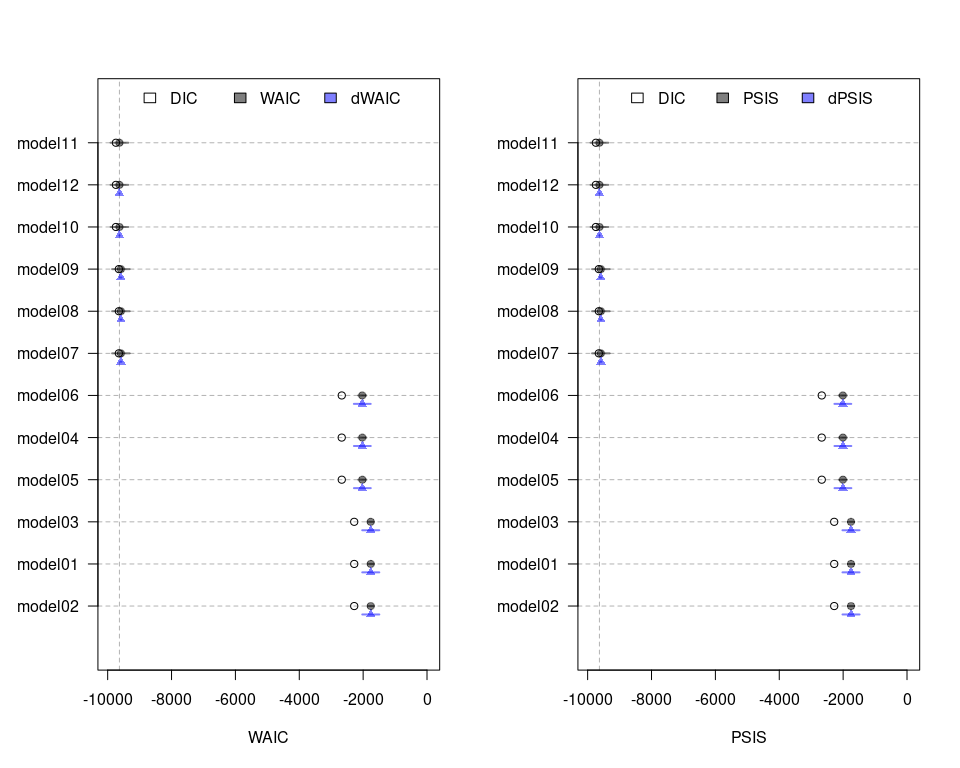 DIC WAIC dWAIC
model11
model12
model10
model09
model08
model07
model06
model04
model05
model03
model01
model02
-10000 -8000 -6000 -4000 -2000 0
WAIC
DIC PSIS dPSIS
model11
model12
model10
model09
model08
model07
model06
model04
model05
model03
model01
model02
-10000 -8000 -6000 -4000 -2000 0
PSIS